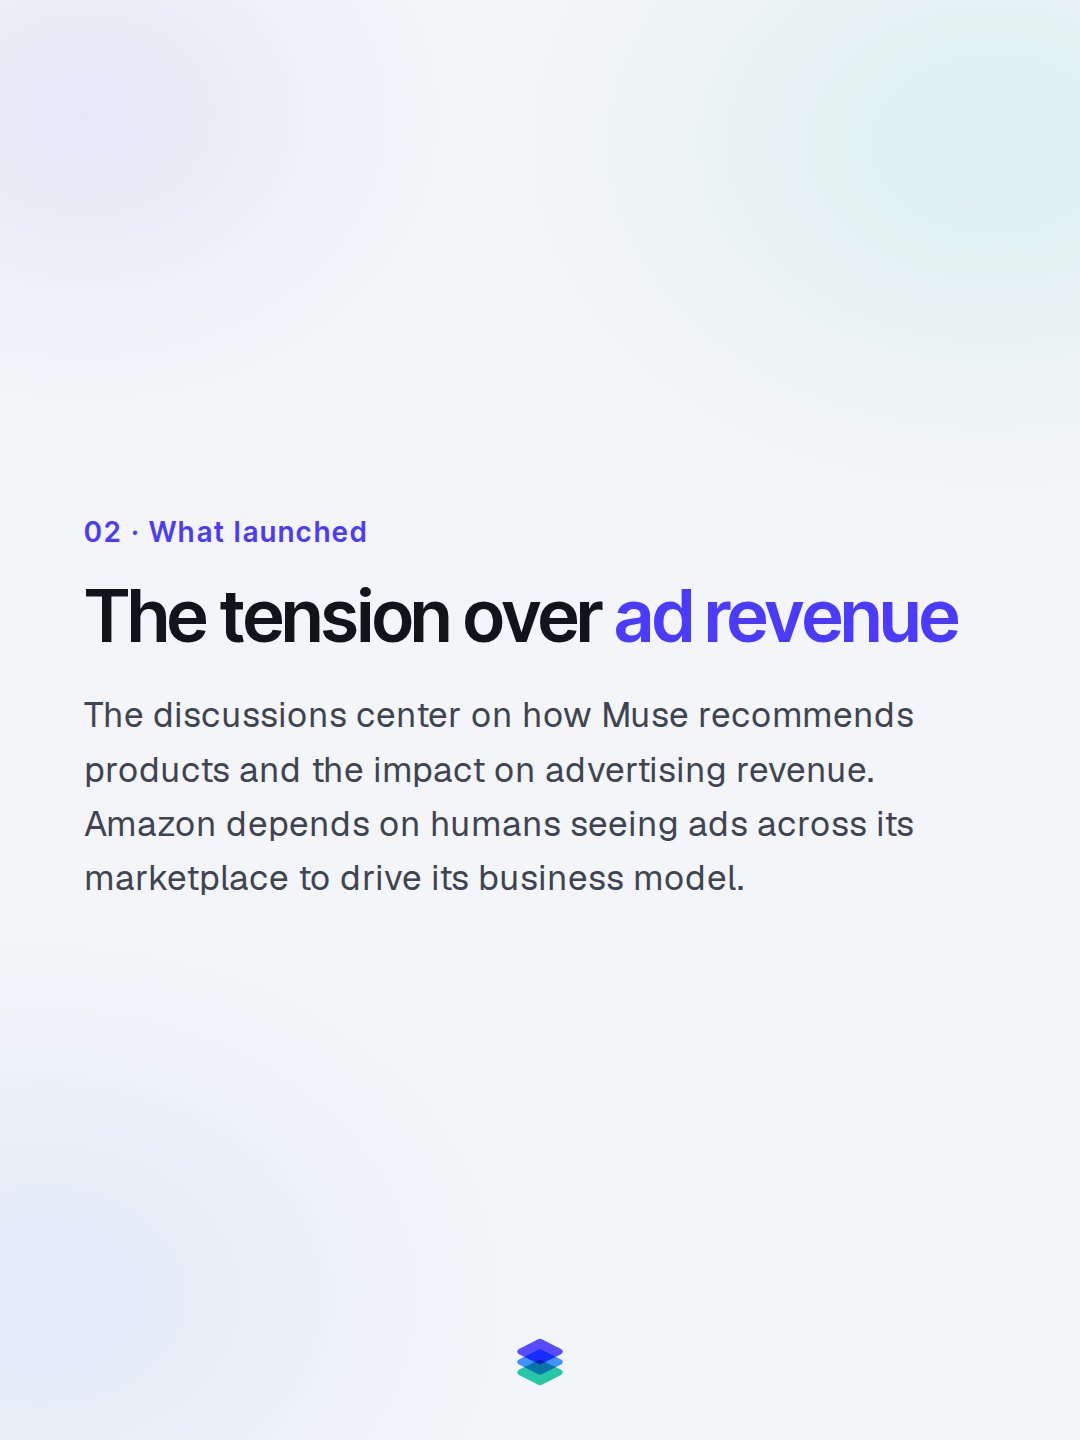 02 · What launched
The tension over ad revenue
The discussions center on how Muse recommends
products and the impact on advertising revenue.
Amazon depends on humans seeing ads across its
marketplace to drive its business model.